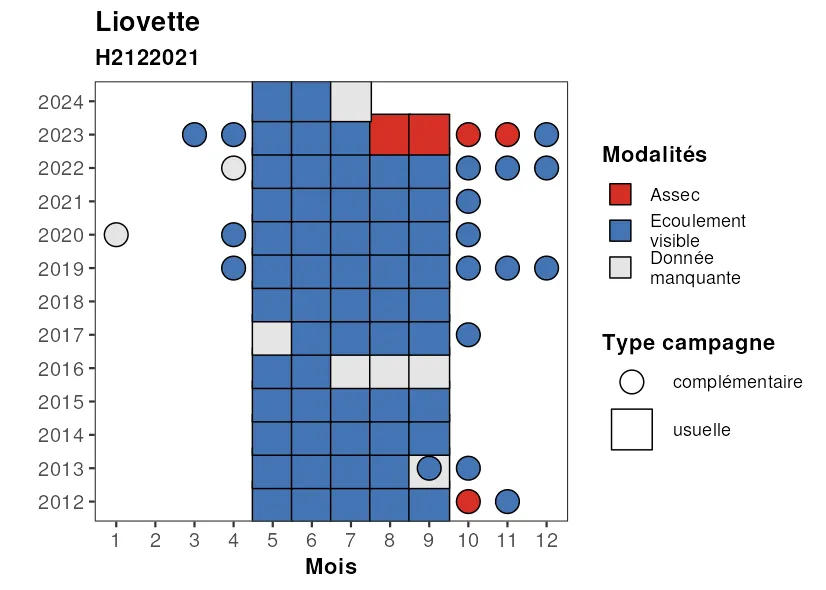 Liovette
H2122021
2024
2023
2022
2021
2020
2019
2018
2017
2016
2015
2014
2013
2012
1 2 3 4 5 6 7 8 9 10 11 12
Mois
Modalités
Assec
Ecoulement
visible
Donnée
manquante
Type campagne
complémentaire
usuelle